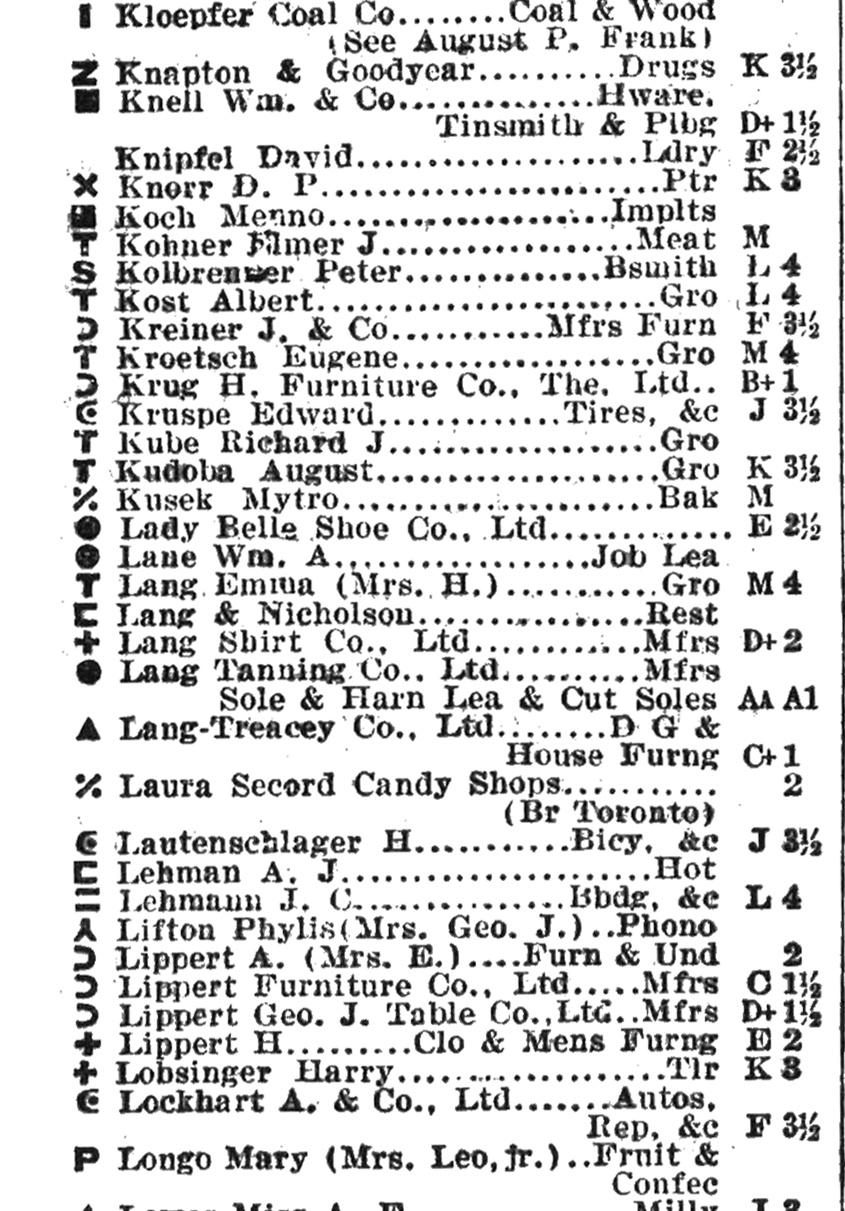 Kloepfer Coal Co........Coal & Wood
(See August P. Frank)
Knapton & Goodyear..........Drugs K 3½
Knell Wm. & Co..............Hware,
Tinsmith & Plbg D+ 1½
Knipfel David....................Ldry F 2½
Knorr D. P........................Ptr K 3
Koch Menno....................Implts
Kohner Elmer J.................Meat M
Kolbrenner Peter..............Bsmith L 4
Kost Albert........................Gro L 4
Kreiner J. & Co..........Mfrs Furn F 3½
Kroetsch Eugene..................Gro M 4
Krug H. Furniture Co., The, Ltd.. B+ 1
Kruspe Edward.............Tires, &c J 3½
Kube Richard J...................Gro
Kudoba August....................Gro K 3½
Kusek Mytro......................Bak M
Lady Belle Shoe Co., Ltd............. E 2½
Lane Wm. A..................Job Lea
Lang Emma (Mrs. H.)............Gro M 4
Lang & Nicholson................Rest
Lang Shirt Co., Ltd............Mfrs D+ 2
Lang Tanning Co., Ltd..........Mfrs
Sole & Harn Lea & Cut Soles AA A1
Lang-Treacey Co., Ltd........D G &
House Furng C+ 1
Laura Secord Candy Shops........... 2
(Br Toronto)
Lautenschlager H...........Bicy, &c J 3½
Lehman A. J......................Hot
Lehmann J. C...............Bbdg, &c L 4
Lifton Phylis(Mrs. Geo. J.)..Phono
Lippert A. (Mrs. E.)....Furn & Und 2
Lippert Furniture Co., Ltd.....Mfrs C 1½
Lippert Geo. J. Table Co., Ltd..Mfrs D+ 1½
Lippert H.........Clo & Mens Furng E 2
Lobsinger Harry...................Tlr K 3
Lockhart A. & Co., Ltd.......Autos,
Rep, &c F 3½
P Longo Mary (Mrs. Leo, jr.)..Fruit &
Confec